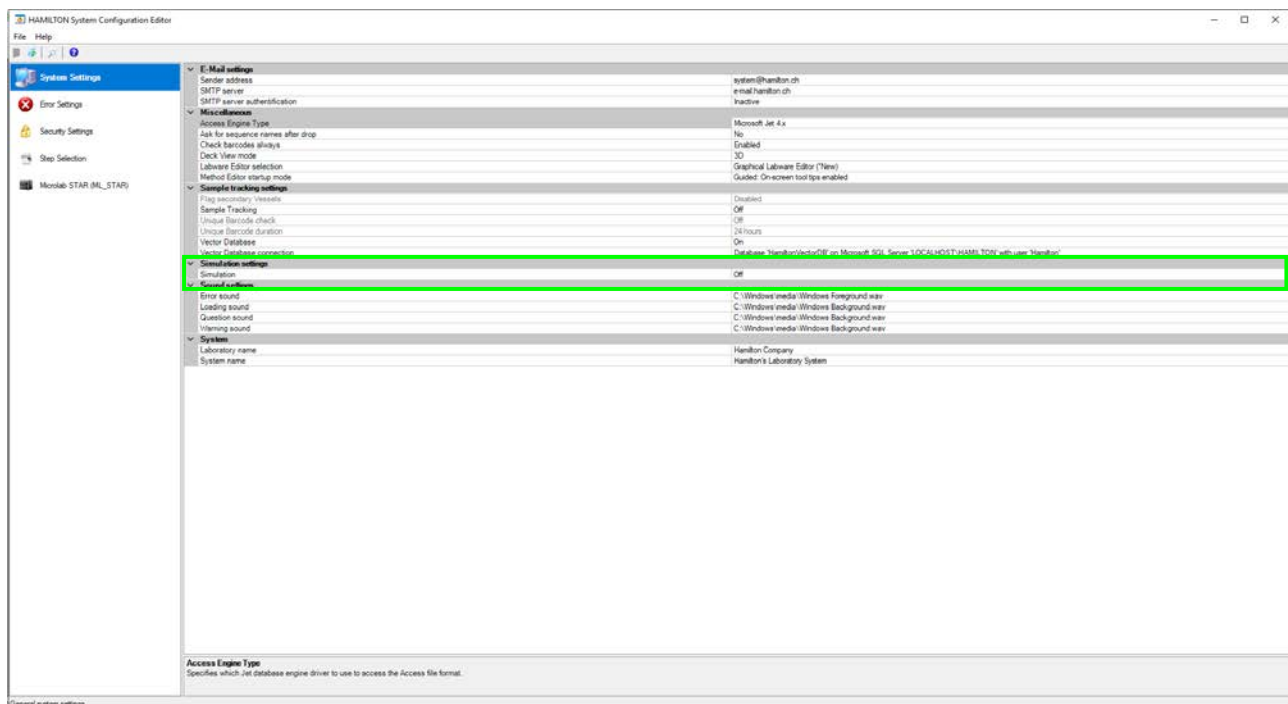 HAMILTON System Configuration Editor
File Help
System Settings
Error Settings
Security Settings
Step Selection
Microlab STAR (ML_STAR)
E-Mail settings
Sender address system@hamilton.ch
SMTP server e-mail.hamilton.ch
SMTP server authentification Inactive
Miscellaneous
Access Engine Type Microsoft Jet 4.x
Ask for sequence names after drop No
Check barcodes always Enabled
Deck View mode 3D
Labware Editor selection Graphical Labware Editor (*New)
Method Editor startup mode Guided: On-screen tool tips enabled
Sample tracking settings
Flag secondary Vessels Disabled
Sample Tracking Off
Unique Barcode check Off
Unique Barcode duration 24 hours
Vector Database On
Vector Database connection Database 'HamiltonVectorDB' on Microsoft SQL Server 'LOCALHOST\HAMILTON' with user 'Hamilton'
Simulation settings
Simulation Off
Sound settings
Error sound C:\Windows\media\Windows Foreground.wav
Loading sound C:\Windows\media\Windows Background.wav
Question sound C:\Windows\media\Windows Background.wav
Warning sound C:\Windows\media\Windows Background.wav
System
Laboratory name Hamilton Company
System name Hamilton's Laboratory System
Access Engine Type
Specifies which Jet database engine driver to use to access the Access file format.
General system settings